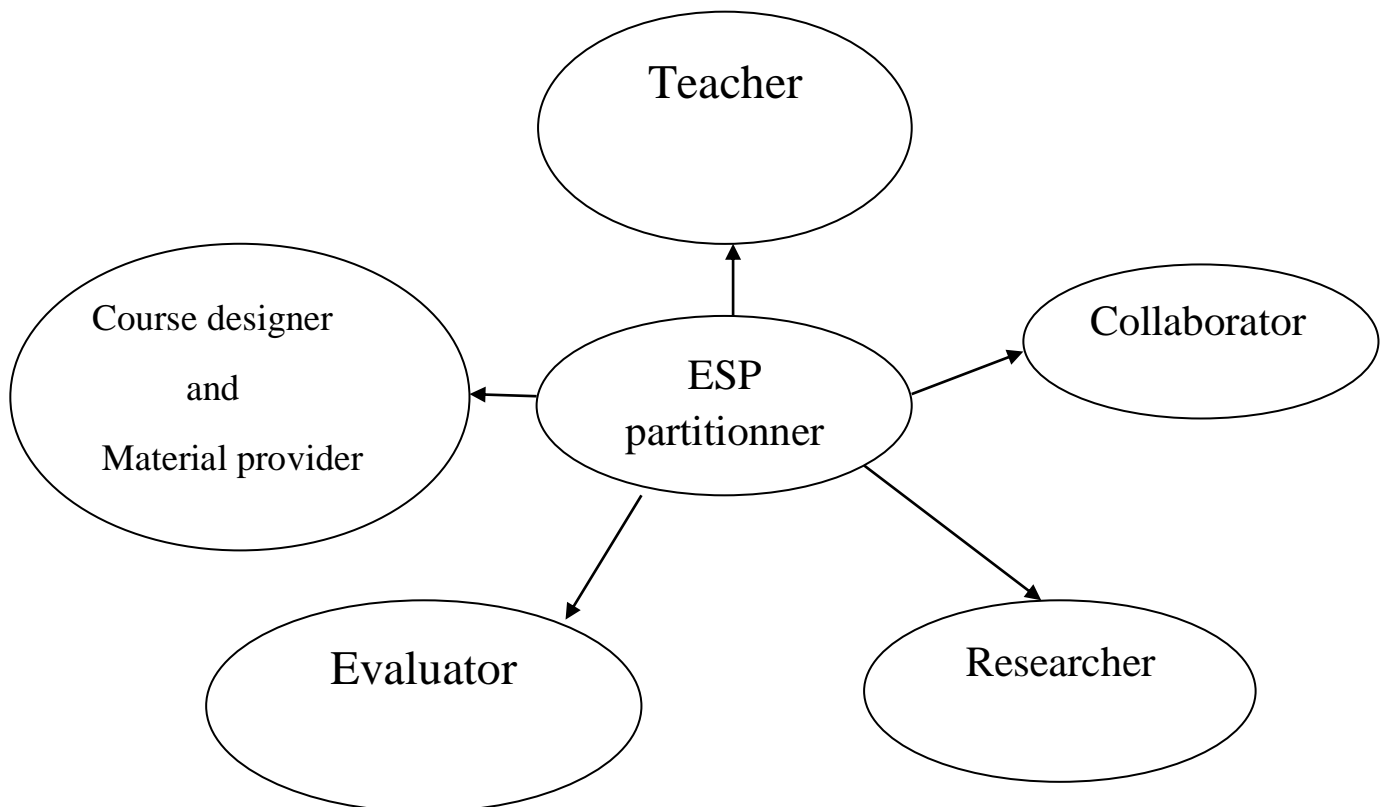 Teacher
Course designer
and
Material provider
ESP
partitionner
Collaborator
Evaluator
Researcher